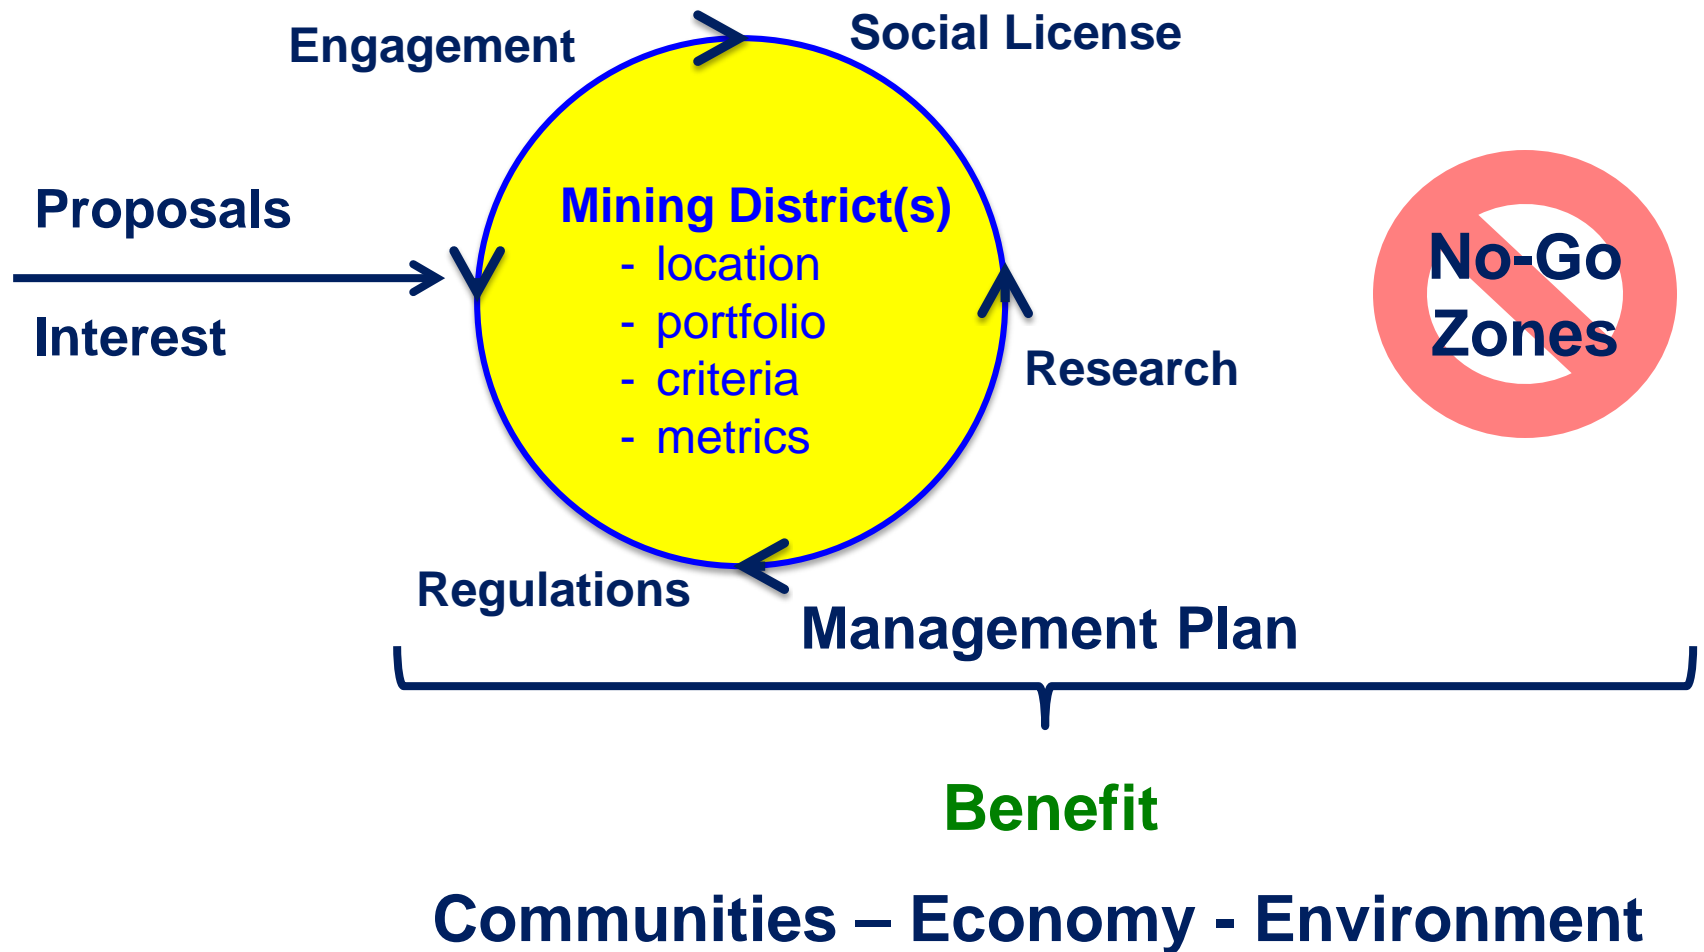 Engagement
Social License
Proposals
Interest
Mining District(s)
- location
- portfolio
- criteria
- metrics
No-Go
Zones
Research
Regulations
Management Plan
Benefit
Communities – Economy - Environment